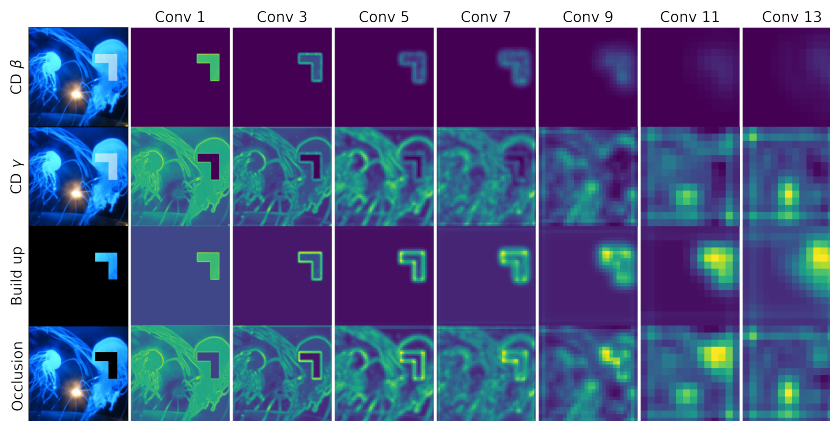 Conv 1 Conv 3 Conv 5 Conv 7 Conv 9 Conv 11 Conv 13
CD β
CD γ
Build up
Occlusion